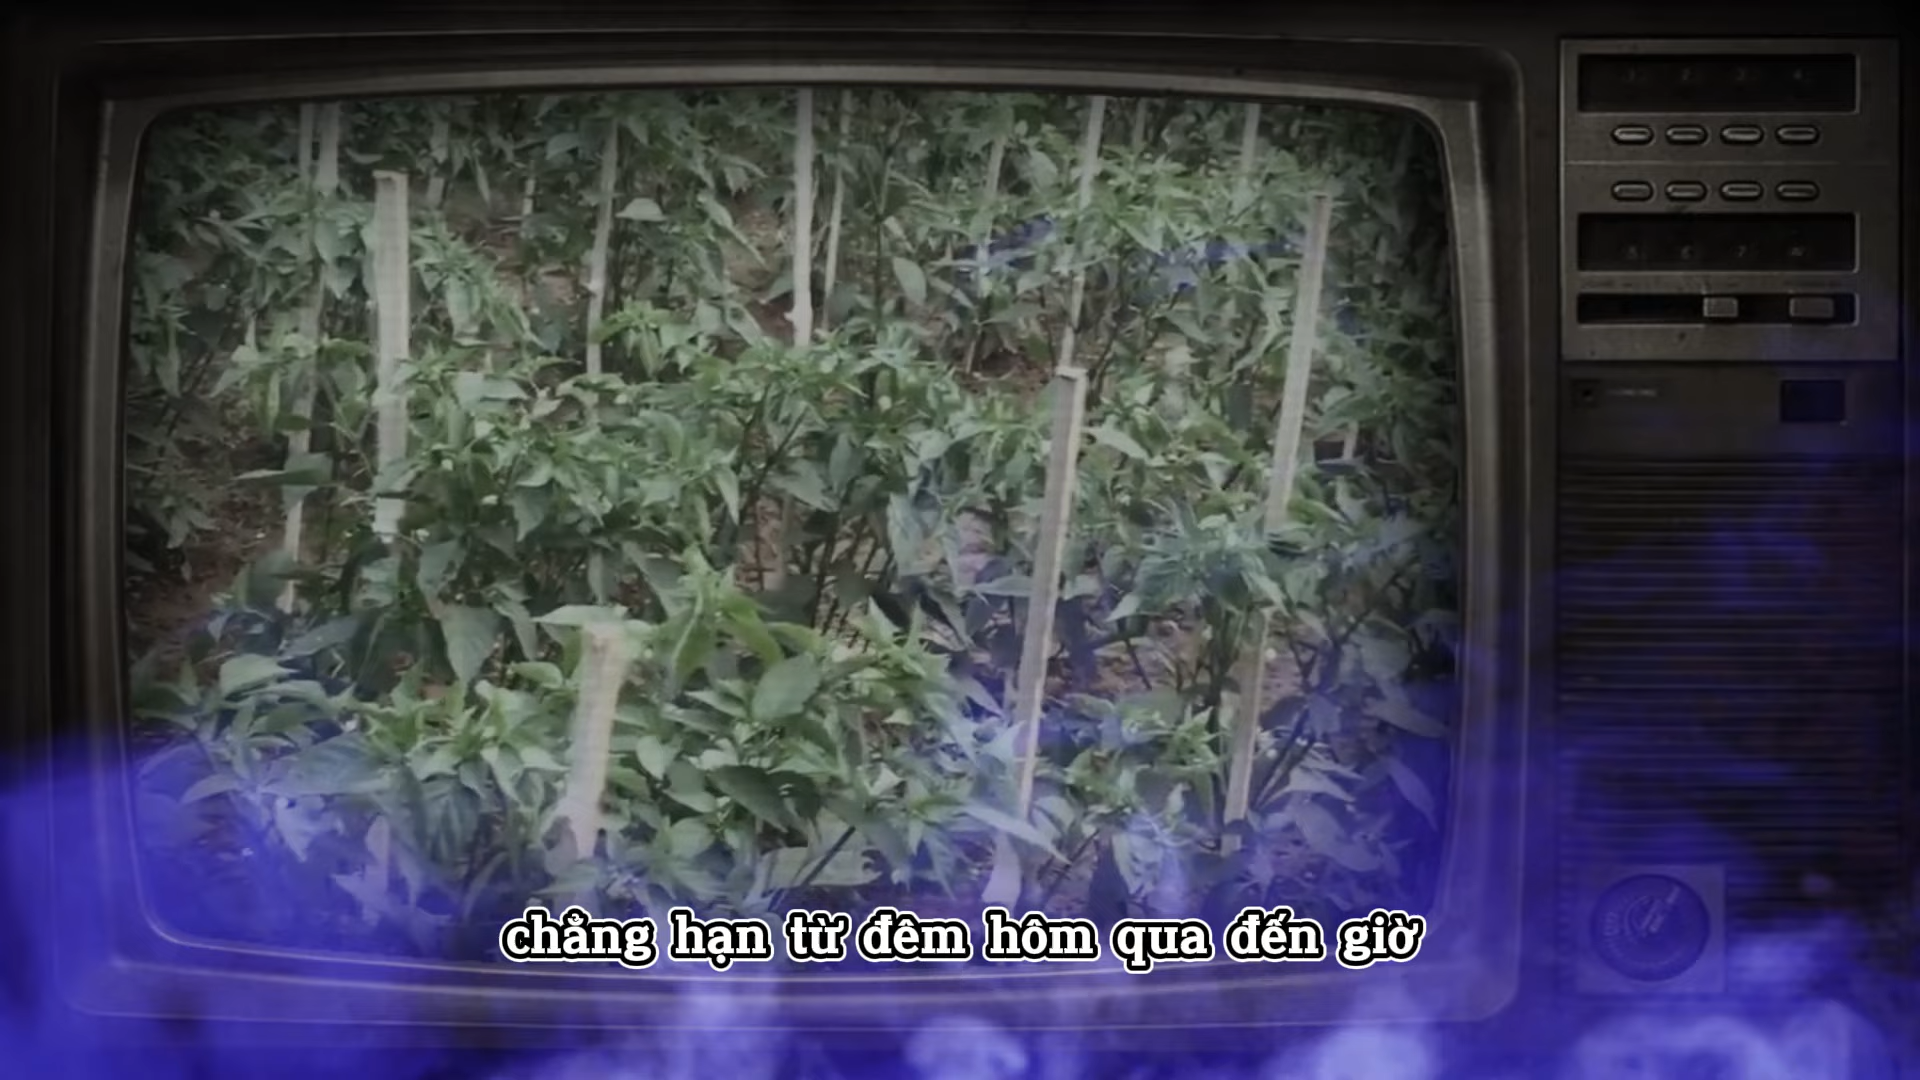 chẳng hạn từ đêm hôm qua đến giờ